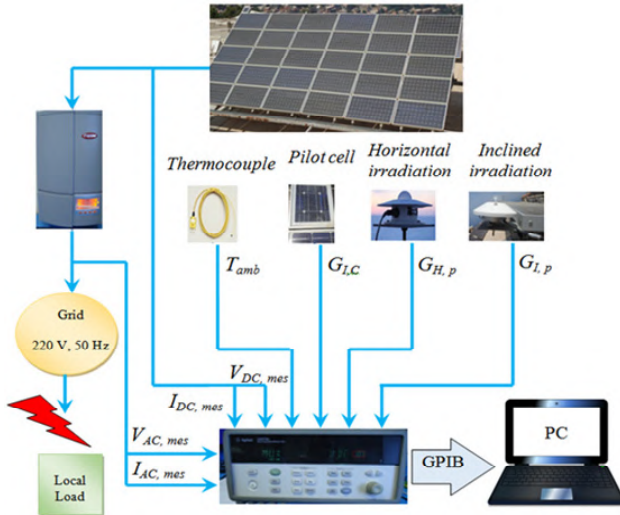 Thermocouple
Pilot cell
Horizontal
irradiation
Inclined
irradiation
T_amb
G_I,C
G_H, p
G_I, p
Grid
220 V, 50 Hz
V_DC, mes
I_DC, mes
V_AC, mes
I_AC, mes
Local
Load
GPIB
PC